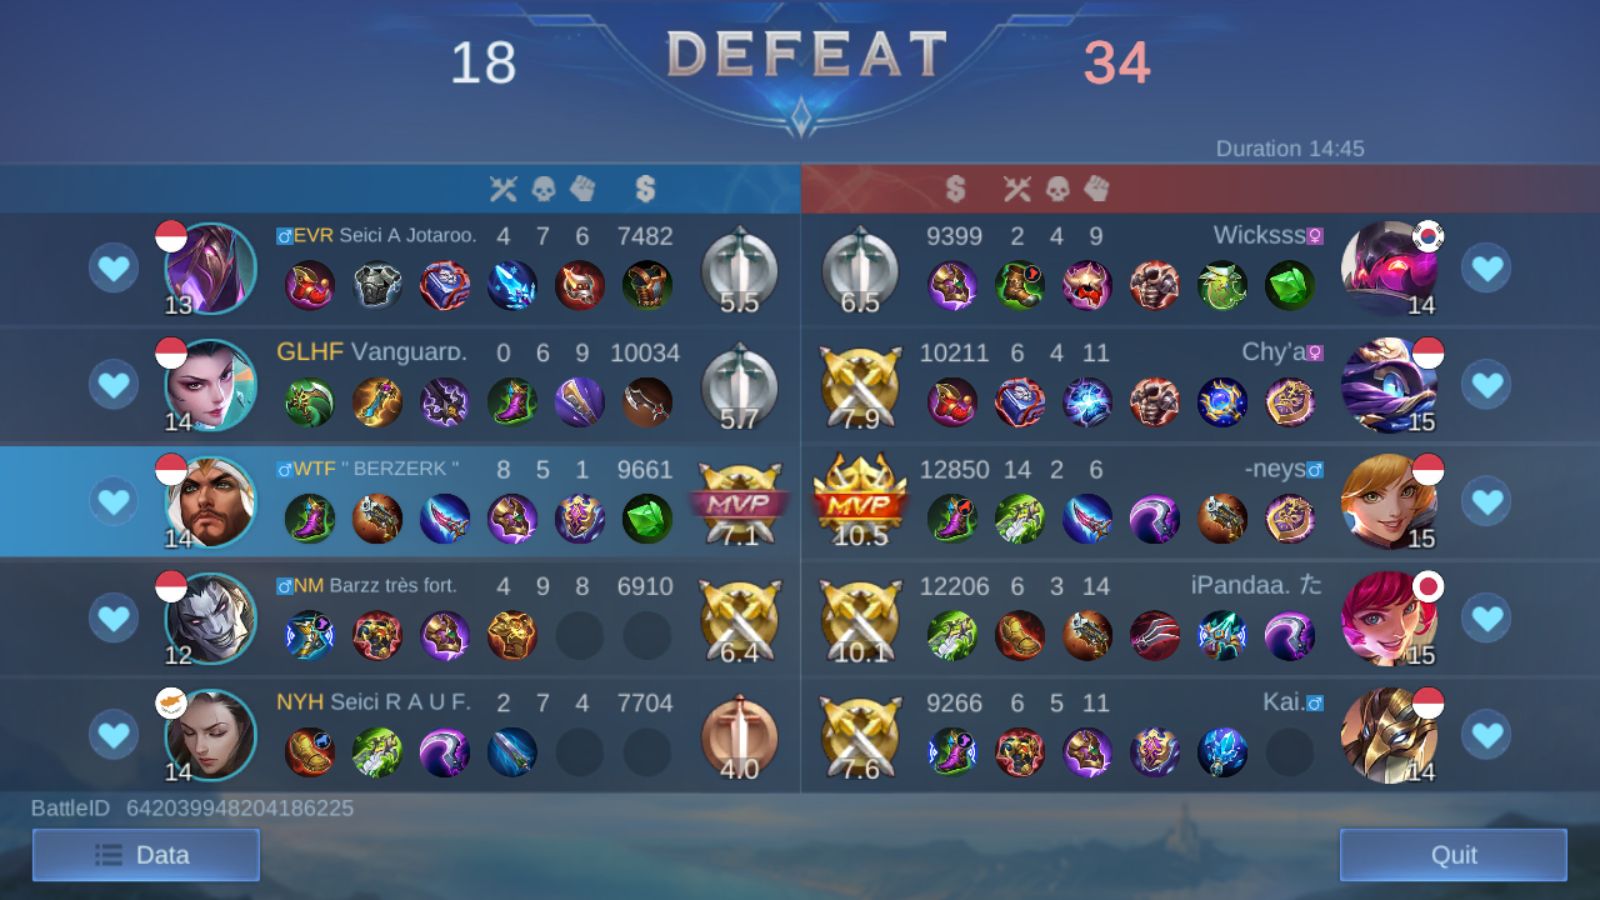 18 DEFEAT 34
Duration 14:45
EVR Seici A Jotaroo. 4 7 6 7482
13 5.5
9399 2 4 9 Wicksss
6.5 14
GLHF Vanguarᴅ. 0 6 9 10034
14 5.7
10211 6 4 11 Chy'a
7.9 15
WTF " BERZERK " 8 5 1 9661
MVP
14 7.1
12850 14 2 6 -neys
MVP
10.5 15
NM Barzz très fort. 4 9 8 6910
12 6.4
12206 6 3 14 iPandaa. た
10.1 15
NYH Seici R A U F. 2 7 4 7704
14 4.0
9266 6 5 11 Kai.
7.6 14
BattleID 642039948204186225
Data
Quit